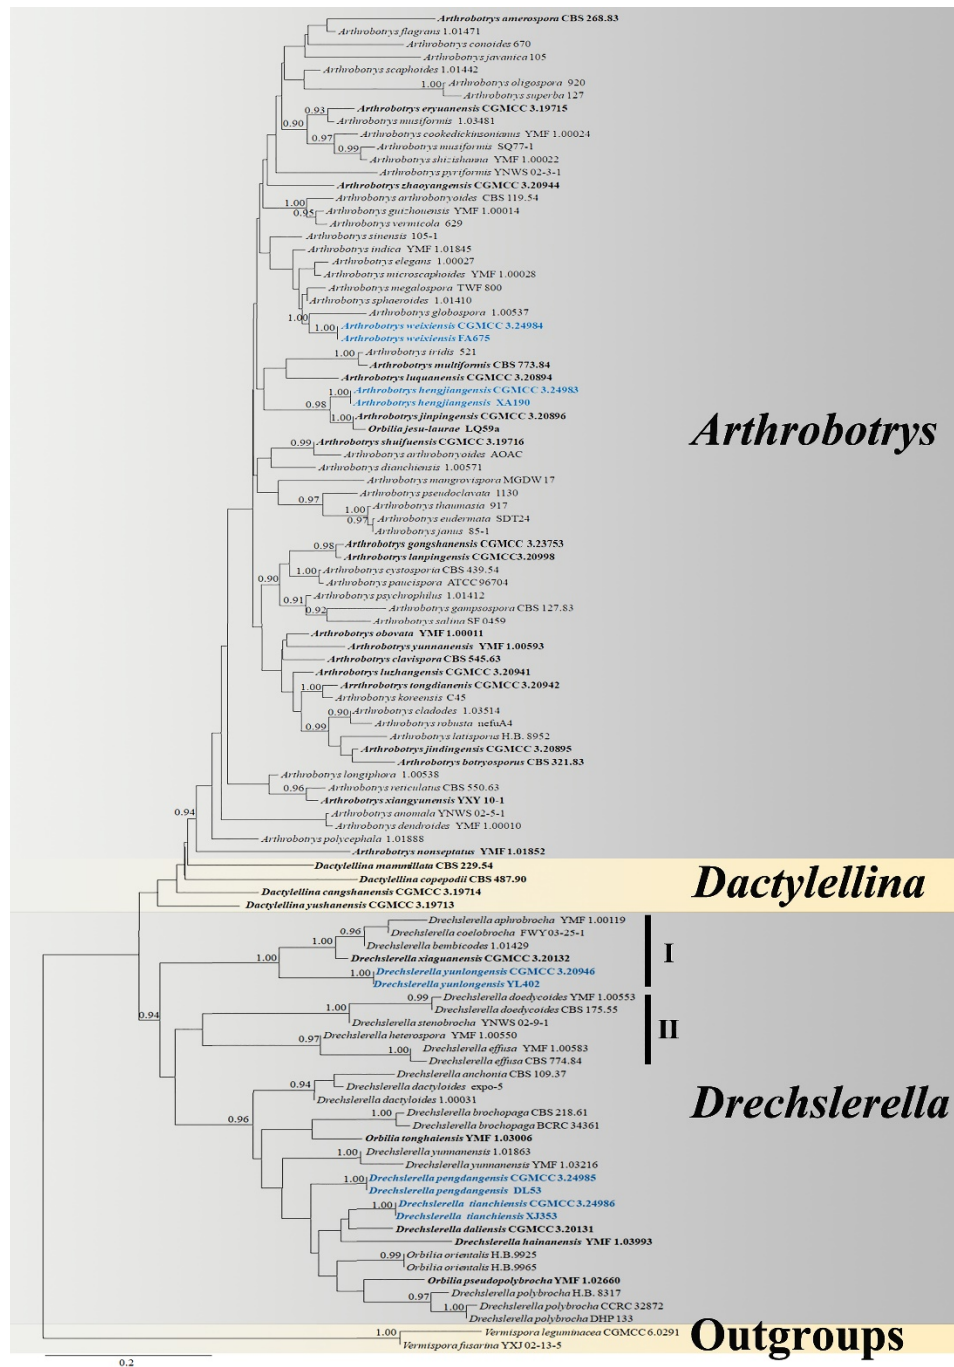 Arthrobotrys amerospora CBS 268.83
Arthrobotrys flagrans 1.01471
Arthrobotrys conoides 670
Arthrobotrys javanica 105
Arthrobotrys scaphoides 1.01442
1.00 Arthrobotrys oligospora 920
Arthrobotrys superba 127
0.93 Arthrobotrys eryuanensis CGMCC 3.19715
0.90 Arthrobotrys musiformis 1.03481
0.97 Arthrobotrys cookedickinsonianus YMF 1.00024
0.99 Arthrobotrys musiformis SQ77-1
Arthrobotrys shizishanna YMF 1.00022
Arthrobotrys pyriformis YNWS 02-3-1
Arthrobotrys zhaoyangensis CGMCC 3.20944
1.00 Arthrobotrys arthrobotryoides CBS 119.54
0.95 Arthrobotrys guizhouensis YMF 1.00014
Arthrobotrys vermicola 629
Arthrobotrys sinensis 105-1
Arthrobotrys indica YMF 1.01845
Arthrobotrys elegans 1.00027
Arthrobotrys microscaphoides YMF 1.00028
Arthrobotrys megalospora TWF 800
Arthrobotrys sphaeroides 1.01410
1.00 Arthrobotrys globospora 1.00537
1.00 Arthrobotrys weixiensis CGMCC 3.24984
Arthrobotrys weixiensis FA675
1.00 Arthrobotrys iridis 521
Arthrobotrys multiformis CBS 773.84
Arthrobotrys luquanensis CGMCC 3.20894
1.00 Arthrobotrys hengjiangensis CGMCC 3.24983
0.98 Arthrobotrys hengjiangensis XA190
1.00 Arthrobotrys jinpingensis CGMCC 3.20896
Orbilia jesu-laurae LQ59a
Arthrobotrys
0.99 Arthrobotrys shuifuensis CGMCC 3.19716
Arthrobotrys arthrobotryoides AOAC
Arthrobotrys dianchiensis 1.00571
Arthrobotrys mangrovispora MGDW17
0.97 Arthrobotrys pseudoclavata 1130
1.00 Arthrobotrys thaumasia 917
0.97 Arthrobotrys eudermata SDT24
Arthrobotrys janus 85-1
0.98 Arthrobotrys gongshanensis CGMCC 3.23753
Arthrobotrys lanpingensis CGMCC3.20998
0.90 1.00 Arthrobotrys cystosporia CBS 439.54
Arthrobotrys paucispora ATCC 96704
0.91 Arthrobotrys psychrophilus 1.01412
0.92 Arthrobotrys gampsospora CBS 127.83
Arthrobotrys salina SF 0459
Arthrobotrys obovata YMF 1.00011
Arthrobotrys yunnanensis YMF 1.00593
Arthrobotrys clavispora CBS 545.63
Arthrobotrys luzhangensis CGMCC 3.20941
1.00 Arthrobotrys tongdianenis CGMCC 3.20942
Arthrobotrys koreensis C45
0.90 Arthrobotrys cladodes 1.03514
0.99 Arthrobotrys robusta nefuA4
Arthrobotrys latisporus H.B. 8952
Arthrobotrys jindingensis CGMCC 3.20895
Arthrobotrys botryosporus CBS 321.83
Arthrobotrys longiphora 1.00538
0.96 Arthrobotrys reticulatus CBS 550.63
Arthrobotrys xiangyunensis YXY 10-1
0.94 Arthrobotrys anomala YNWS 02-5-1
Arthrobotrys dendroides YMF 1.00010
Arthrobotrys polycephala 1.01888
Arthrobotrys nonseptatus YMF 1.01852
Dactylellina mammillata CBS 229.54
Dactylellina copepodii CBS 487.90
Dactylellina
Dactylellina cangshanensis CGMCC 3.19714
Dactylellina yushanensis CGMCC 3.19713
Drechslerella aphrobrocha YMF 1.00119
0.96 Drechslerella coelobrocha FWY 03-25-1
1.00 Drechslerella bembicodes 1.01429
1.00 Drechslerella xiaguanensis CGMCC 3.20132
I
1.00 Drechslerella yunlongensis CGMCC 3.20946
Drechslerella yunlongensis YL402
0.99 Drechslerella doedycoides YMF 1.00553
1.00 Drechslerella doedycoides CBS 175.55
0.94 Drechslerella stenobrocha YNWS 02-9-1
II
0.97 Drechslerella heterospora YMF 1.00550
1.00 Drechslerella effusa YMF 1.00583
Drechslerella effusa CBS 774.84
Drechslerella anchonia CBS 109.37
0.94 Drechslerella dactyloides expo-5
Drechslerella dactyloides 1.00031
Drechslerella
0.96 1.00 Drechslerella brochopaga CBS 218.61
Drechslerella brochopaga BCRC 34361
Orbilia tonghaiensis YMF 1.03006
1.00 Drechslerella yunnanensis 1.01863
Drechslerella yunnanensis YMF 1.03216
1.00 Drechslerella pengdangensis CGMCC 3.24985
Drechslerella pengdangensis DL53
1.00 Drechslerella tianchiensis CGMCC 3.24986
Drechslerella tianchiensis XJ353
Drechslerella daliensis CGMCC 3.20131
Drechslerella hainanensis YMF 1.03993
0.99 Orbilia orientalis H.B.9925
Orbilia orientalis H.B.9965
Orbilia pseudopolybrocha YMF 1.02660
0.97 Drechslerella polybrocha H.B. 8317
1.00 Drechslerella polybrocha CCRC 32872
Drechslerella polybrocha DHP 133
1.00 Vermispora leguminacea CGMCC 6.0291
Outgroups
Vermispora fusarina YXJ 02-13-5
0.2